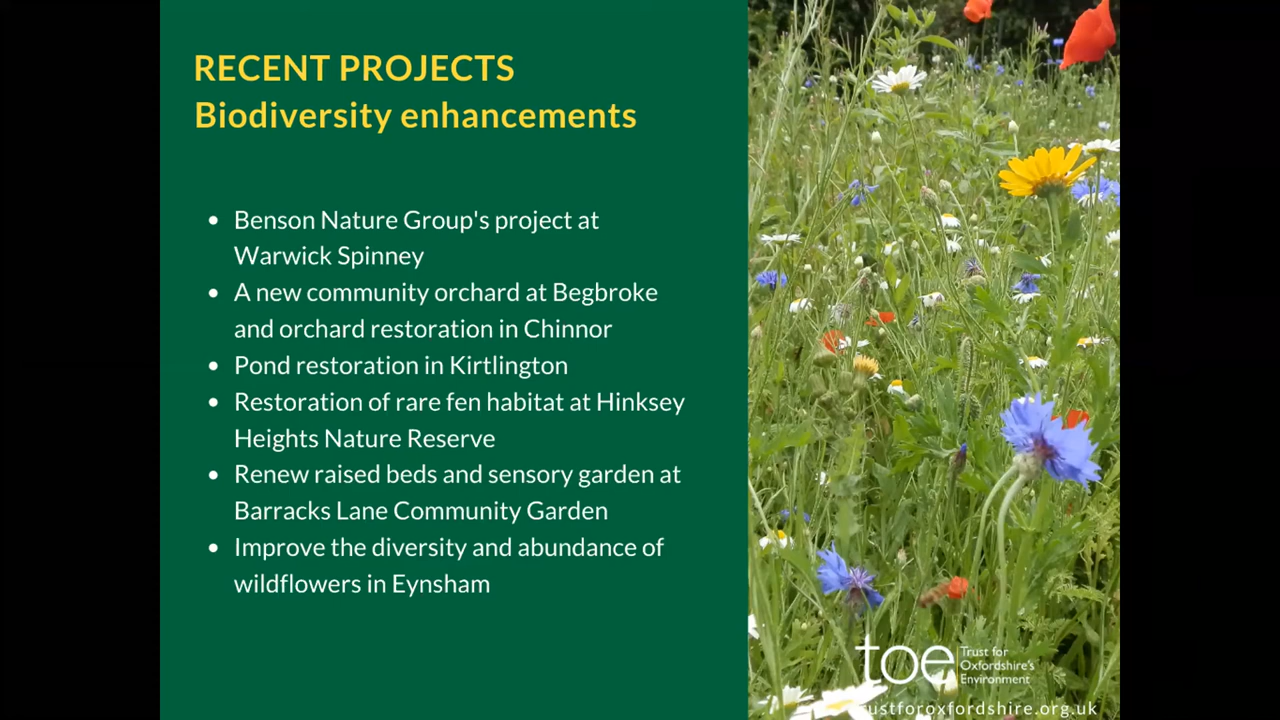 RECENT PROJECTS
Biodiversity enhancements
Benson Nature Group's project at
Warwick Spinney
A new community orchard at Begbroke
and orchard restoration in Chinnor
Pond restoration in Kirtlington
Restoration of rare fen habitat at Hinksey
Heights Nature Reserve
Renew raised beds and sensory garden at
Barracks Lane Community Garden
Improve the diversity and abundance of
wildflowers in Eynsham
toe
Trust for
Oxfordshire's
Environment
ustforoxfordshire.org.uk